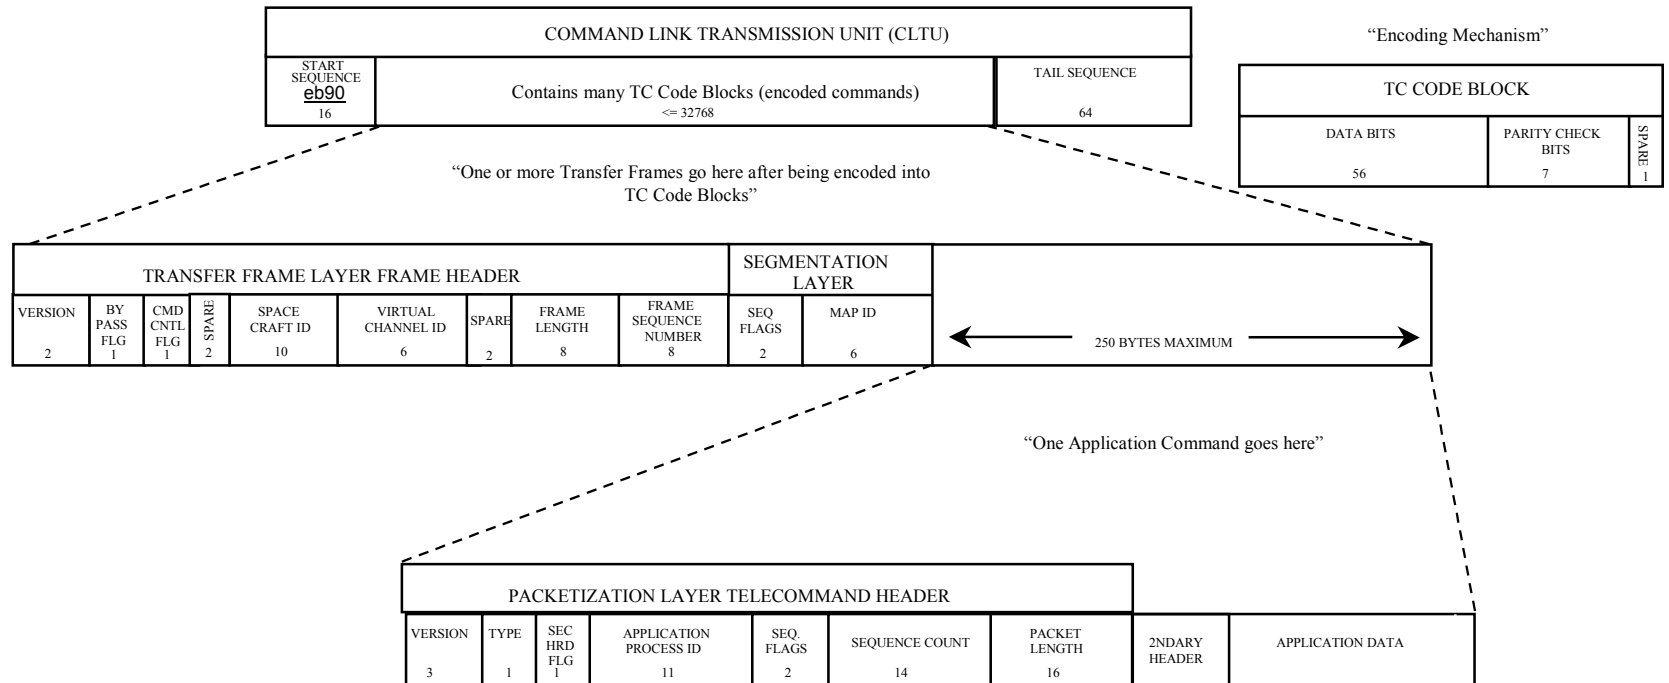 COMMAND LINK TRANSMISSION UNIT (CLTU)
START
SEQUENCE
eb90
16
Contains many TC Code Blocks (encoded commands)
<= 32768
TAIL SEQUENCE
64
“Encoding Mechanism”
TC CODE BLOCK
DATA BITS
56
PARITY CHECK
BITS
7
SPARE
1
“One or more Transfer Frames go here after being encoded into
TC Code Blocks”
TRANSFER FRAME LAYER FRAME HEADER
SEGMENTATION
LAYER
VERSION
2
BY
PASS
FLG
1
CMD
CNTL
FLG
1
SPARE
2
SPACE
CRAFT ID
10
VIRTUAL
CHANNEL ID
6
SPARE
2
FRAME
LENGTH
8
FRAME
SEQUENCE
NUMBER
8
SEQ
FLAGS
2
MAP ID
6
250 BYTES MAXIMUM
“One Application Command goes here”
PACKETIZATION LAYER TELECOMMAND HEADER
VERSION
3
TYPE
1
SEC
HRD
FLG
1
APPLICATION
PROCESS ID
11
SEQ.
FLAGS
2
SEQUENCE COUNT
14
PACKET
LENGTH
16
2NDARY
HEADER
APPLICATION DATA